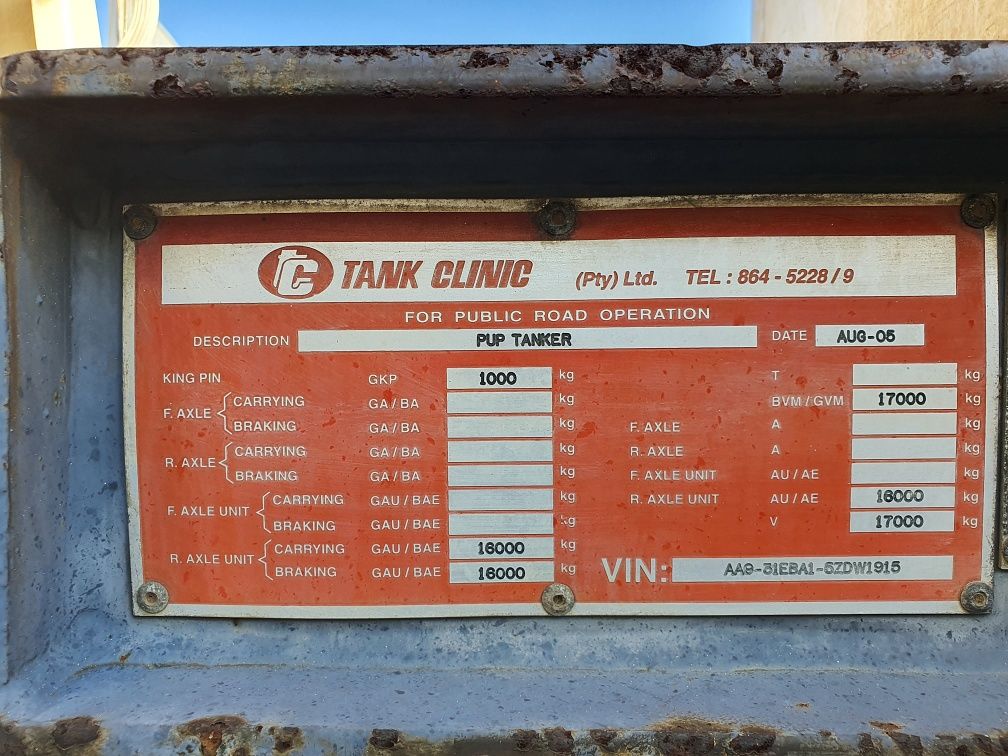 TC TANK CLINIC (Pty) Ltd. TEL : 864 - 5228 / 9
FOR PUBLIC ROAD OPERATION
DESCRIPTION PUP TANKER DATE AUG-05
KING PIN GKP 1000 kg T kg
F. AXLE CARRYING GA / BA kg BVM / GVM 17000 kg
BRAKING GA / BA kg F. AXLE A kg
R. AXLE CARRYING GA / BA kg R. AXLE A kg
BRAKING GA / BA kg F. AXLE UNIT AU / AE kg
F. AXLE UNIT CARRYING GAU / BAE kg R. AXLE UNIT AU / AE 16000 kg
BRAKING GAU / BAE kg V 17000 kg
R. AXLE UNIT CARRYING GAU / BAE 16000 kg
BRAKING GAU / BAE 16000 kg VIN: AA9-31EBA1-5ZDW1915